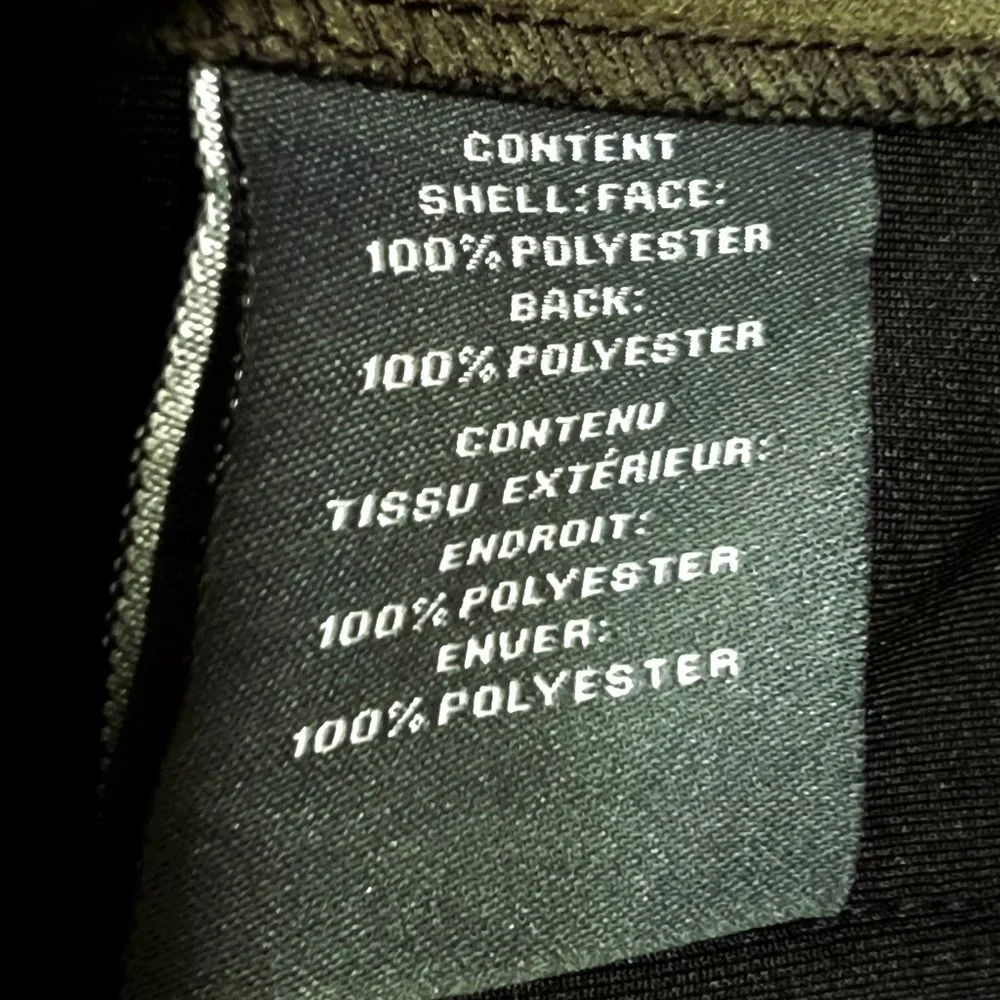 CONTENT
SHELL:FACE:
100% POLYESTER
BACK:
100% POLYESTER
CONTENU
TISSU EXTÉRIEUR:
ENDROIT:
100% POLYESTER
ENVER:
100% POLYESTER